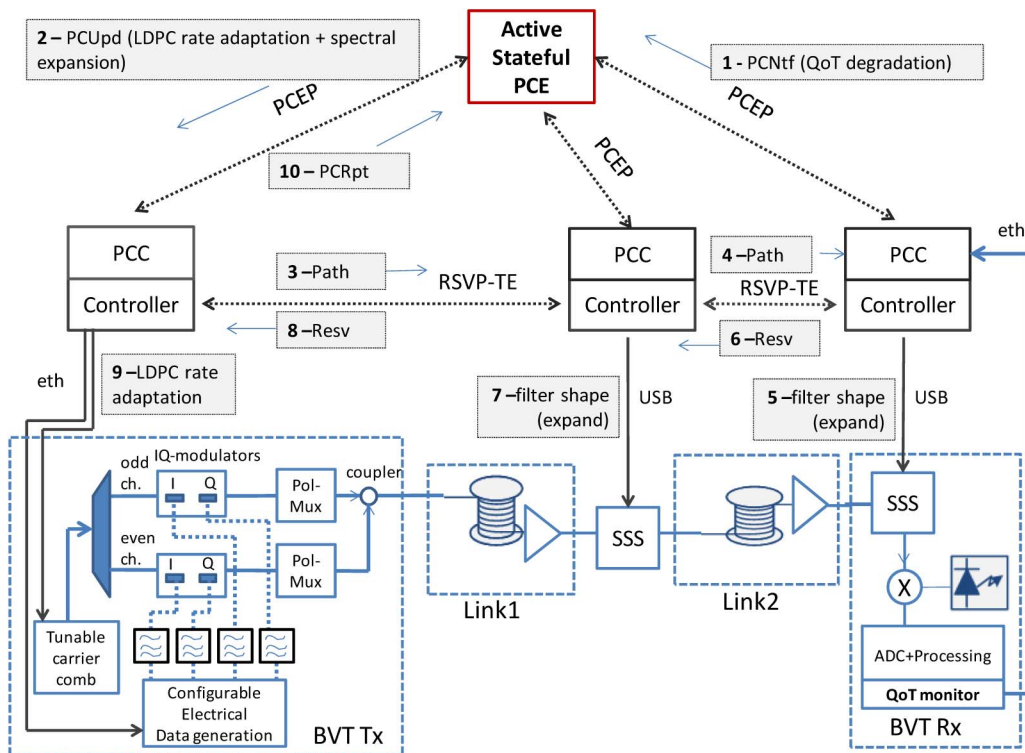 2 – PCUpd (LDPC rate adaptation + spectral
expansion)
Active
Stateful
PCE
1 - PCNtf (QoT degradation)
PCEP
PCEP
PCEP
10 – PCRpt
PCC
Controller
PCC
Controller
PCC
Controller
eth
3 –Path
RSVP-TE
8 – Resv
4 –Path
RSVP-TE
6 – Resv
eth
9 –LDPC rate
adaptation
7 –filter shape
(expand)
USB
5 –filter shape
(expand)
USB
odd
ch.
IQ-modulators
I
Q
Pol-
Mux
coupler
even
ch.
I
Q
Pol-
Mux
Tunable
carrier
comb
Configurable
Electrical
Data generation
BVT Tx
Link1
SSS
Link2
SSS
X
ADC+Processing
QoT monitor
BVT Rx